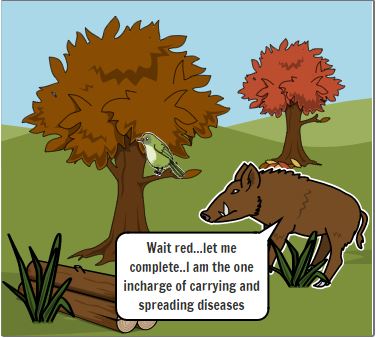 Wait red...let me
complete..I am the one
incharge of carrying and
spreading diseases